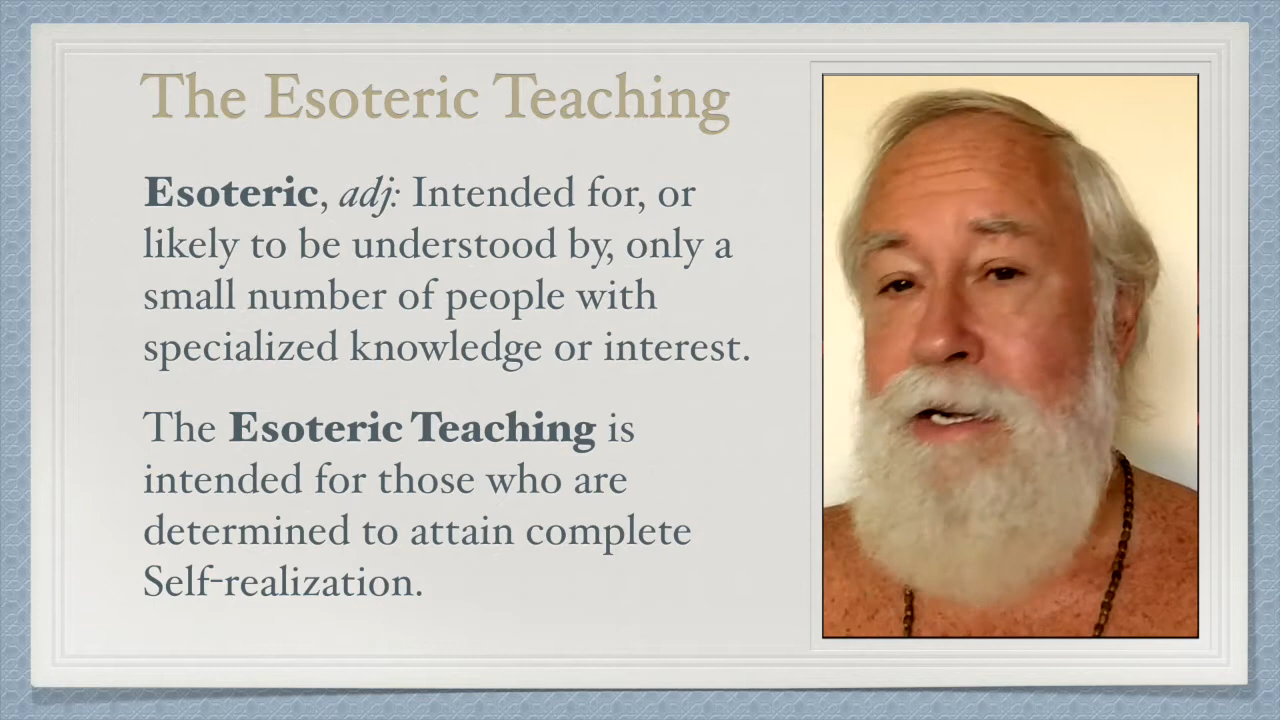 The Esoteric Teaching
Esoteric, adj: Intended for, or
likely to be understood by, only a
small number of people with
specialized knowledge or interest.
The Esoteric Teaching is
intended for those who are
determined to attain complete
Self-realization.